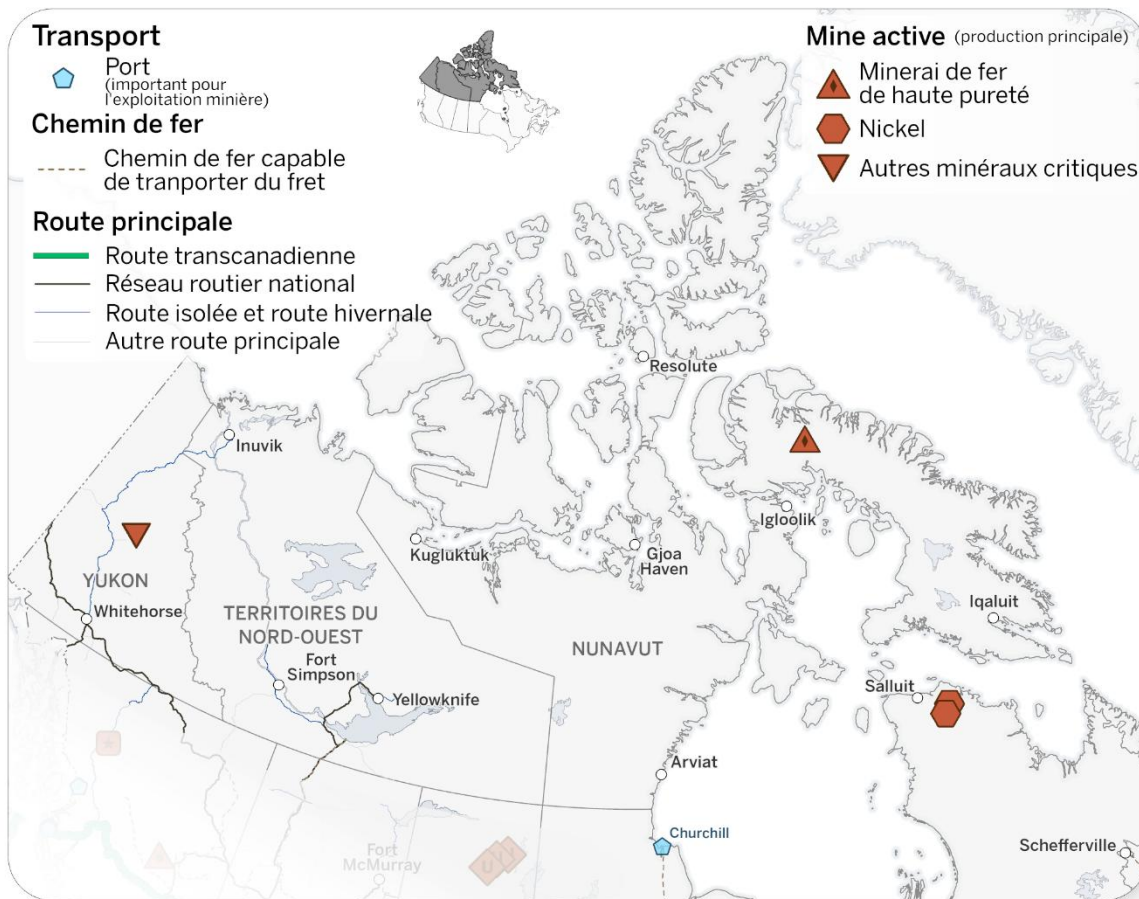 Transport
Port
(important pour
l'exploitation minière)
Chemin de fer
Chemin de fer capable
de tranporter du fret
Route principale
Route transcanadienne
Réseau routier national
Route isolée et route hivernale
Autre route principale
Mine active (production principale)
Minerai de fer
de haute pureté
Nickel
Autres minéraux critiques
Resolute
Inuvik
Igloolik
Kugluktuk
Gjoa
Haven
YUKON
Whitehorse
TERRITOIRES DU
NORD-OUEST
Iqaluit
NUNAVUT
Fort
Simpson
Yellowknife
Salluit
Arviat
Churchill
Schefferville
Fort
McMurray
U